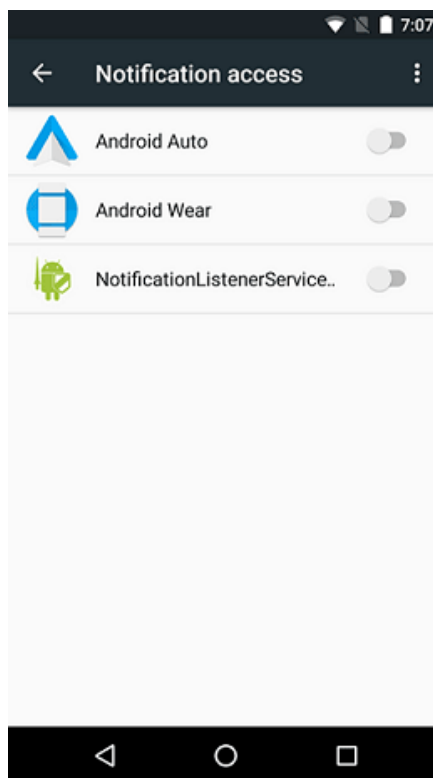 7:07
Notification access
Android Auto
Android Wear
NotificationListenerService..